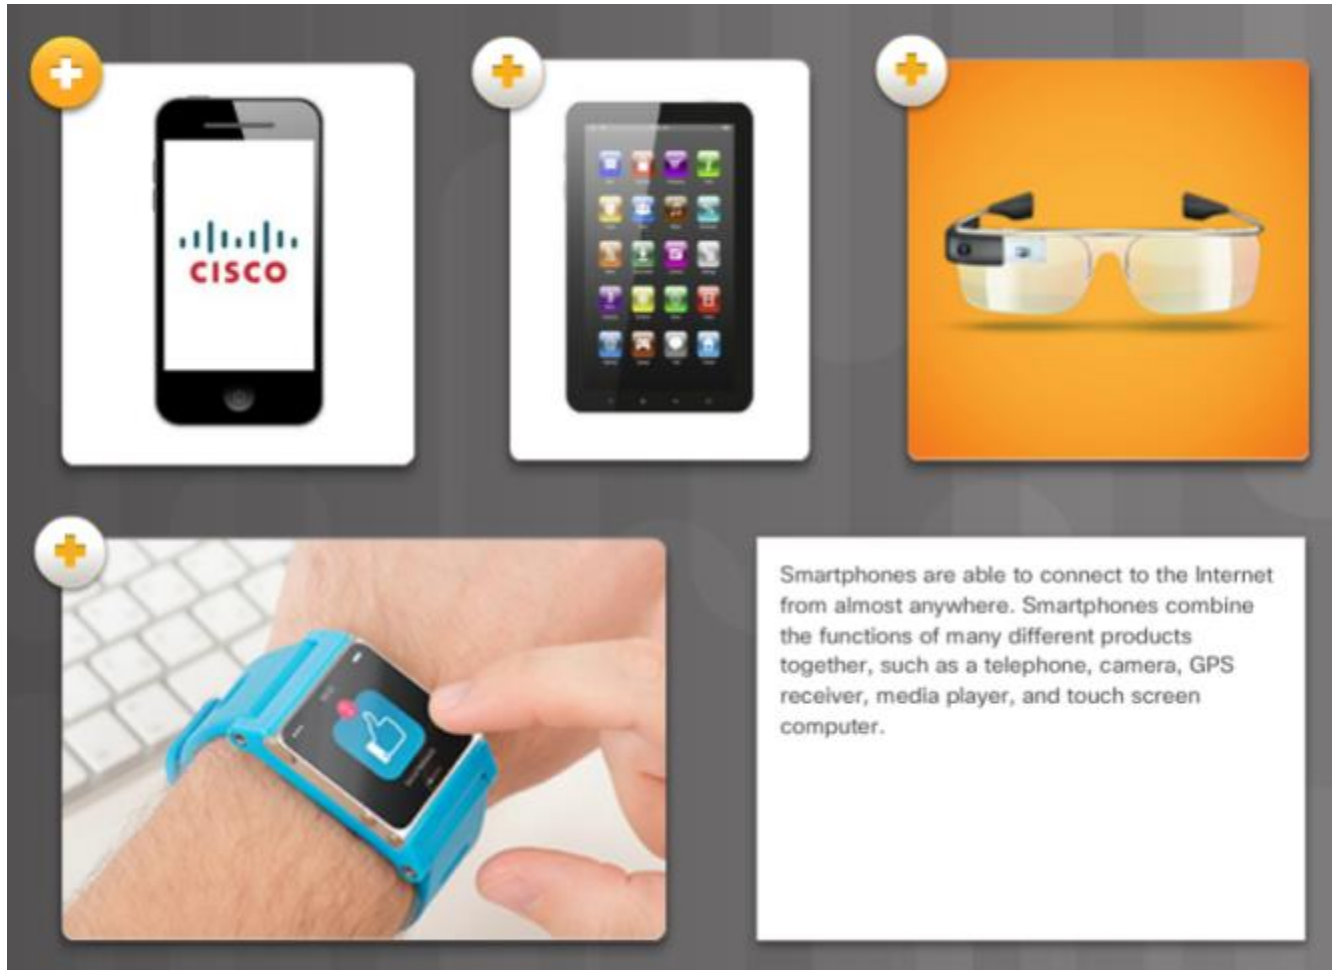 CISCO
Smartphones are able to connect to the Internet
from almost anywhere. Smartphones combine
the functions of many different products
together, such as a telephone, camera, GPS
receiver, media player, and touch screen
computer.